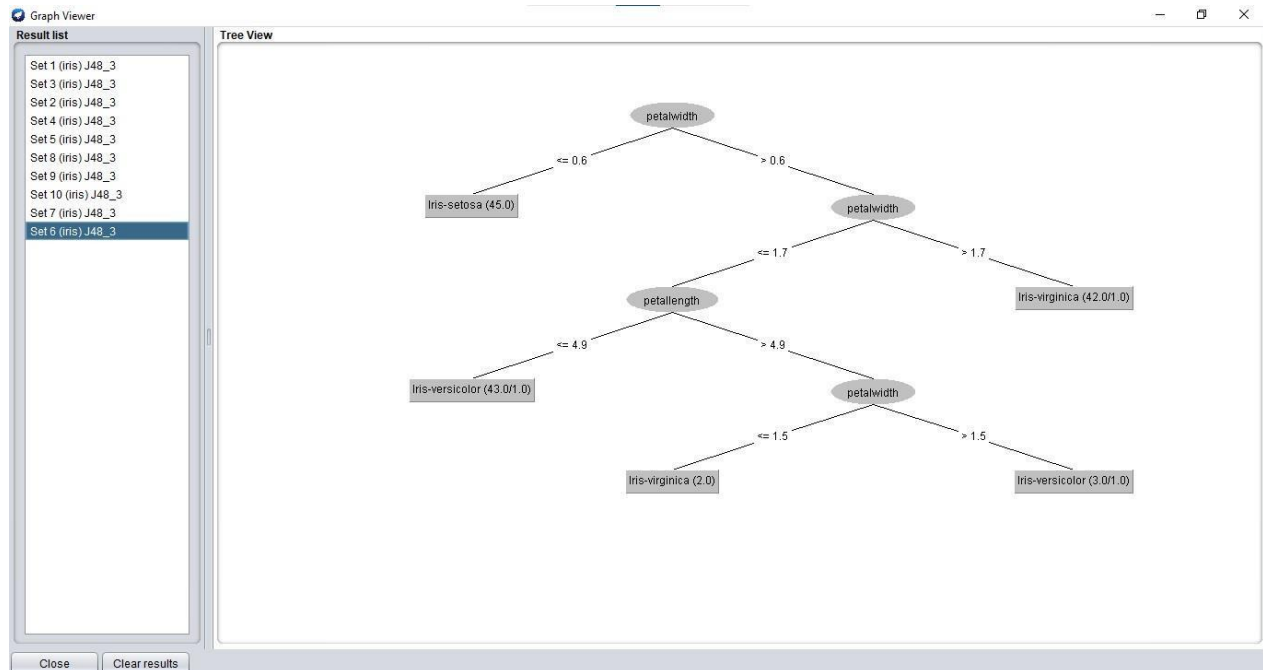 Graph Viewer
Result list
Tree View
Set 1 (iris) J48_3
Set 3 (iris) J48_3
Set 2 (iris) J48_3
Set 4 (iris) J48_3
Set 5 (iris) J48_3
Set 8 (iris) J48_3
Set 9 (iris) J48_3
Set 10 (iris) J48_3
Set 7 (iris) J48_3
Set 6 (iris) J48_3
petalwidth
<= 0.6
> 0.6
Iris-setosa (45.0)
petalwidth
<= 1.7
> 1.7
petallength
Iris-virginica (42.0/1.0)
<= 4.9
> 4.9
Iris-versicolor (43.0/1.0)
petalwidth
<= 1.5
> 1.5
Iris-virginica (2.0)
Iris-versicolor (3.0/1.0)
Close
Clear results